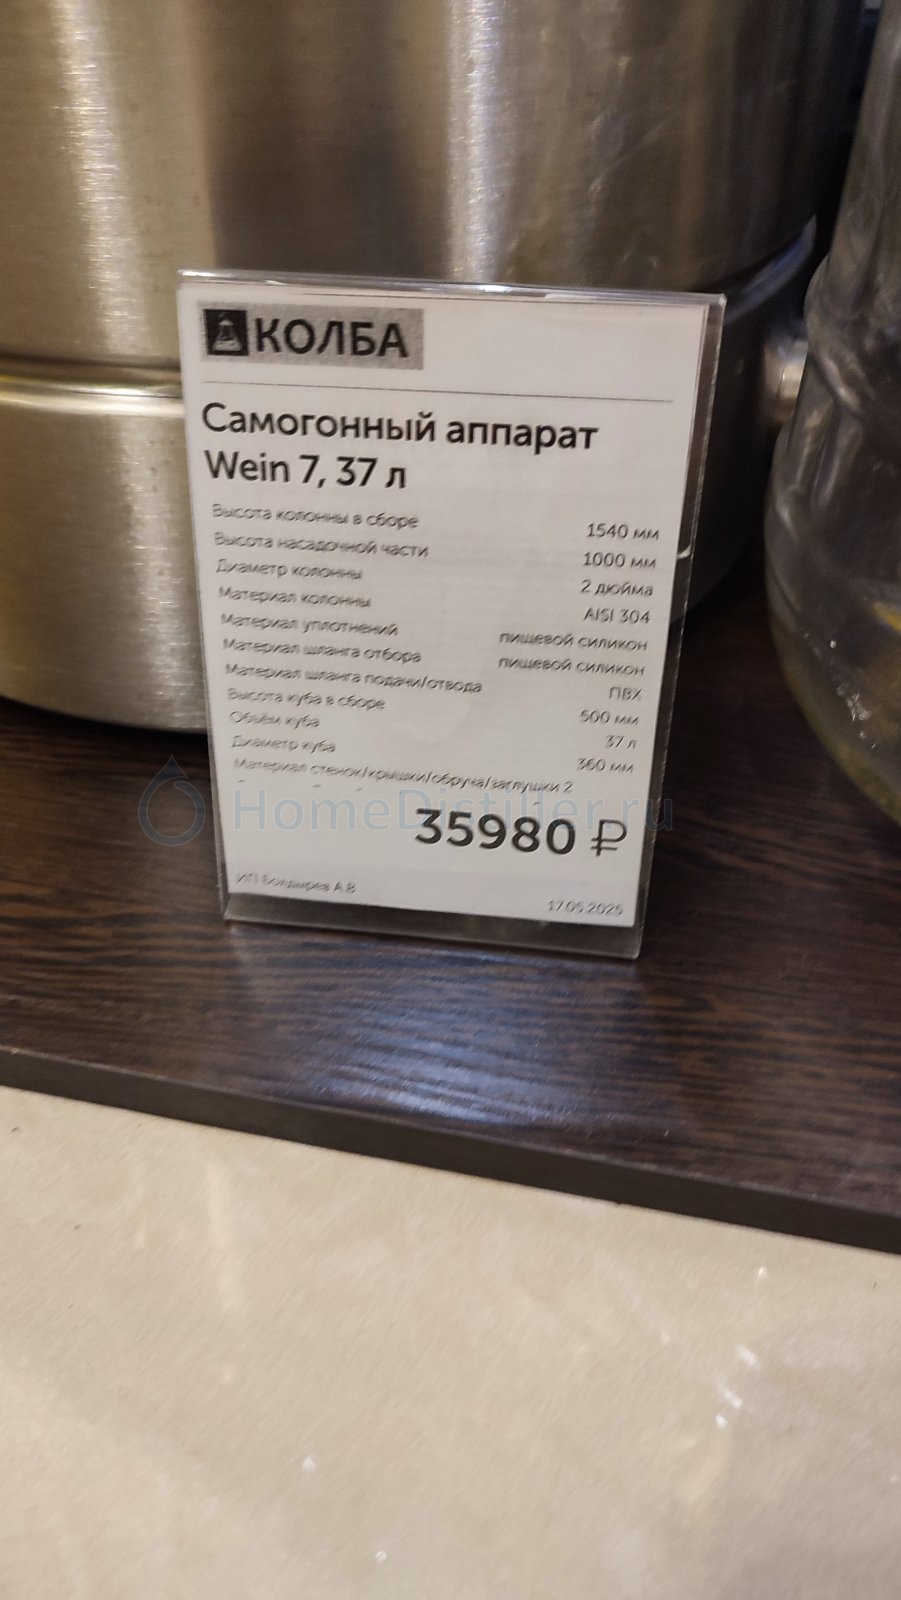 КОЛБА
Самогонный аппарат
Wein 7, 37 л
Высота колонны в сборе 1540 мм
Высота насадочной части 1000 мм
Диаметр колонны 2 дюйма
Материал колонны AISI 304
Материал уплотнений пищевой силикон
Материал шланга отбора пищевой силикон
Материал шланга подачи/отвода ПВХ
Высота куба в сборе 500 мм
Объём куба 37 л
Диаметр куба 360 мм
Материал стенок/крышки/обруча/заглушки 2
HomeDistiller.ru
35980 ₽
ИП Болдырев А.В